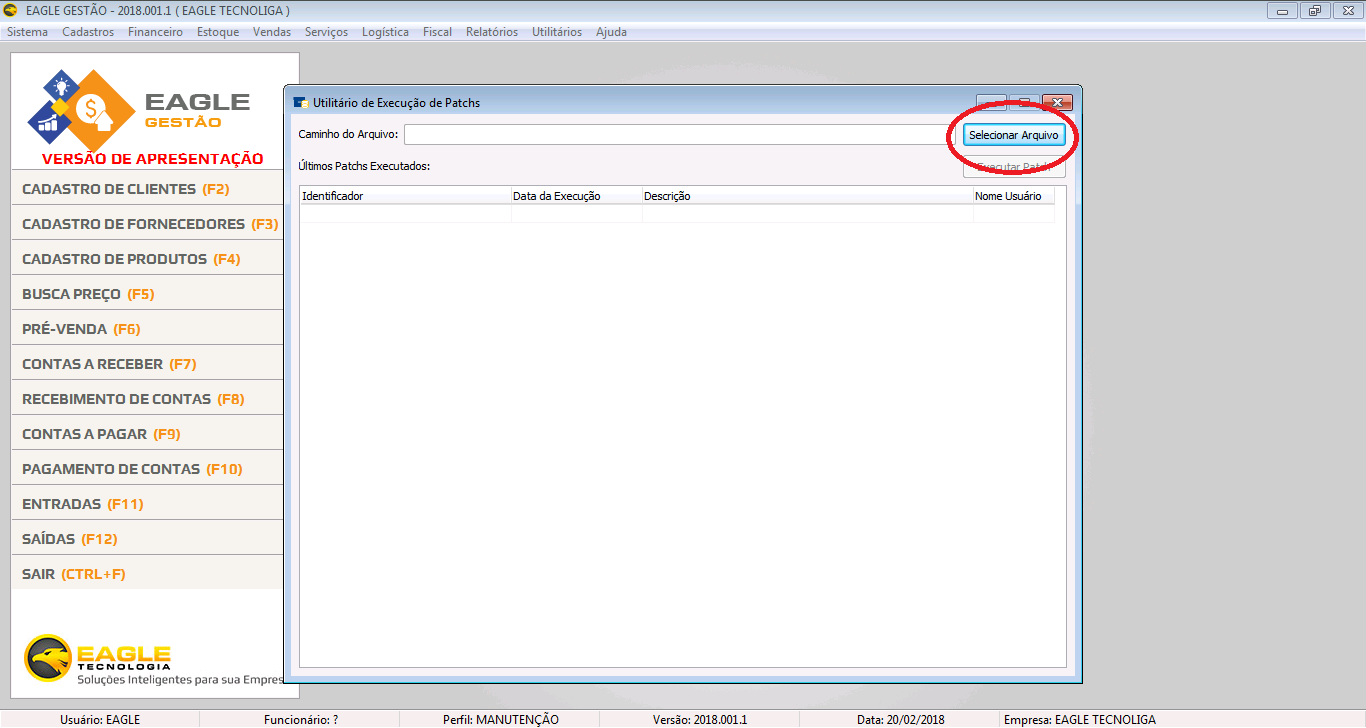 EAGLE GESTÃO - 2018.001.1 ( EAGLE TECNOLIGA )
Sistema Cadastros Financeiro Estoque Vendas Serviços Logística Fiscal Relatórios Utilitários Ajuda
EAGLE
GESTÃO
VERSÃO DE APRESENTAÇÃO
CADASTRO DE CLIENTES (F2)
CADASTRO DE FORNECEDORES (F3)
CADASTRO DE PRODUTOS (F4)
BUSCA PREÇO (F5)
PRÉ-VENDA (F6)
CONTAS A RECEBER (F7)
RECEBIMENTO DE CONTAS (F8)
CONTAS A PAGAR (F9)
PAGAMENTO DE CONTAS (F10)
ENTRADAS (F11)
SAÍDAS (F12)
SAIR (CTRL+F)
EAGLE
TECNOLOGIA
Soluções Inteligentes para sua Empres
Utilitário de Execução de Patchs
Caminho do Arquivo: Selecionar Arquivo
Últimos Patchs Executados: Executar Patch
Identificador Data da Execução Descrição Nome Usuário
Usuário: EAGLE Funcionário: ? Perfil: MANUTENÇÃO Versão: 2018.001.1 Data: 20/02/2018 Empresa: EAGLE TECNOLIGA